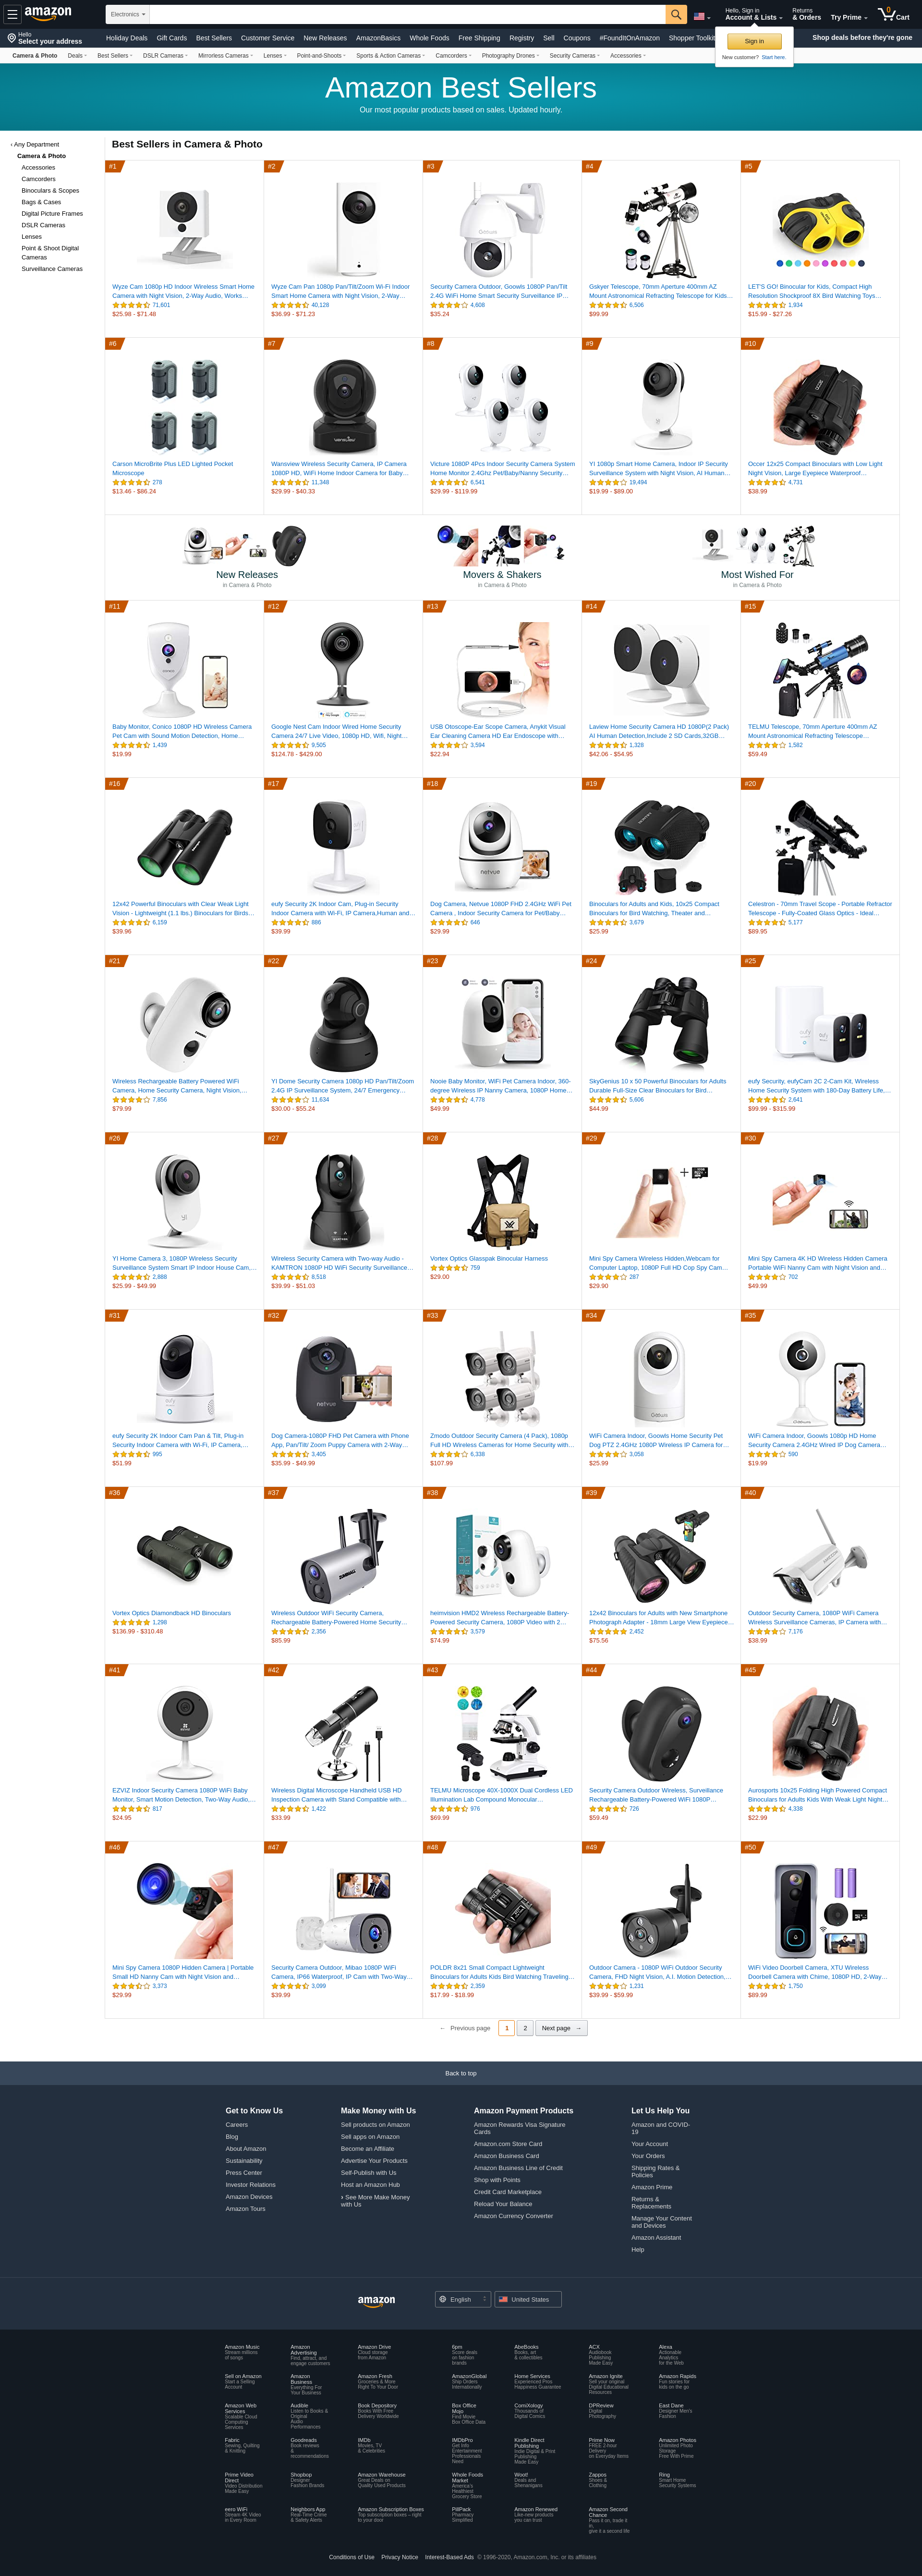 amazon
Electronics
Hello, Sign in
Account & Lists
Returns
& Orders
Try Prime
0
Cart
Hello
Select your address
Holiday Deals Gift Cards Best Sellers Customer Service New Releases AmazonBasics Whole Foods Free Shipping Registry Sell Coupons #FoundItOnAmazon Shopper Toolkit
Shop deals before they're gone
Sign in
New customer? Start here.
Camera & Photo Deals Best Sellers DSLR Cameras Mirrorless Cameras Lenses Point-and-Shoots Sports & Action Cameras Camcorders Photography Drones Security Cameras Accessories
Amazon Best Sellers
Our most popular products based on sales. Updated hourly.
‹ Any Department
Camera & Photo
Accessories
Camcorders
Binoculars & Scopes
Bags & Cases
Digital Picture Frames
DSLR Cameras
Lenses
Point & Shoot Digital
Cameras
Surveillance Cameras
Best Sellers in Camera & Photo
#1
Wyze Cam 1080p HD Indoor Wireless Smart Home
Camera with Night Vision, 2-Way Audio, Works…
71,601
$25.98 - $71.48
#2
Wyze Cam Pan 1080p Pan/Tilt/Zoom Wi-Fi Indoor
Smart Home Camera with Night Vision, 2-Way…
40,128
$36.99 - $71.23
#3
Security Camera Outdoor, Goowls 1080P Pan/Tilt
2.4G WiFi Home Smart Security Surveillance IP…
4,608
$35.24
#4
Gskyer Telescope, 70mm Aperture 400mm AZ
Mount Astronomical Refracting Telescope for Kids…
6,506
$99.99
#5
LET'S GO! Binocular for Kids, Compact High
Resolution Shockproof 8X Bird Watching Toys…
1,934
$15.99 - $27.26
#6
Carson MicroBrite Plus LED Lighted Pocket
Microscope
278
$13.46 - $86.24
#7
Wansview Wireless Security Camera, IP Camera
1080P HD, WiFi Home Indoor Camera for Baby…
11,348
$29.99 - $40.33
#8
Victure 1080P 4Pcs Indoor Security Camera System
Home Monitor 2.4Ghz Pet/Baby/Nanny Security…
6,541
$29.99 - $119.99
#9
YI 1080p Smart Home Camera, Indoor IP Security
Surveillance System with Night Vision, AI Human…
19,494
$19.99 - $89.00
#10
Occer 12x25 Compact Binoculars with Low Light
Night Vision, Large Eyepiece Waterproof…
4,731
$38.99
New Releases
in Camera & Photo
Movers & Shakers
in Camera & Photo
Most Wished For
in Camera & Photo
#11
Baby Monitor, Conico 1080P HD Wireless Camera
Pet Cam with Sound Motion Detection, Home…
1,439
$19.99
#12
Google Nest Cam Indoor Wired Home Security
Camera 24/7 Live Video, 1080p HD, Wifi, Night…
9,505
$124.78 - $429.00
#13
USB Otoscope-Ear Scope Camera, Anykit Visual
Ear Cleaning Camera HD Ear Endoscope with…
3,594
$22.94
#14
Laview Home Security Camera HD 1080P(2 Pack)
AI Human Detection,Include 2 SD Cards,32GB…
1,328
$42.06 - $54.95
#15
TELMU Telescope, 70mm Aperture 400mm AZ
Mount Astronomical Refracting Telescope…
1,582
$59.49
#16
12x42 Powerful Binoculars with Clear Weak Light
Vision - Lightweight (1.1 lbs.) Binoculars for Birds…
6,159
$39.96
#17
eufy Security 2K Indoor Cam, Plug-in Security
Indoor Camera with Wi-Fi, IP Camera,Human and…
886
$39.99
#18
netvue
Dog Camera, Netvue 1080P FHD 2.4GHz WiFi Pet
Camera , Indoor Security Camera for Pet/Baby…
646
$29.99
#19
Binoculars for Adults and Kids, 10x25 Compact
Binoculars for Bird Watching, Theater and…
3,679
$25.99
#20
Celestron - 70mm Travel Scope - Portable Refractor
Telescope - Fully-Coated Glass Optics - Ideal…
5,177
$89.95
#21
Wireless Rechargeable Battery Powered WiFi
Camera, Home Security Camera, Night Vision,…
7,856
$79.99
#22
YI Dome Security Camera 1080p HD Pan/Tilt/Zoom
2.4G IP Surveillance System, 24/7 Emergency…
11,634
$30.00 - $55.24
#23
Nooie Baby Monitor, WiFi Pet Camera Indoor, 360-
degree Wireless IP Nanny Camera, 1080P Home…
4,778
$49.99
#24
SkyGenius 10 x 50 Powerful Binoculars for Adults
Durable Full-Size Clear Binoculars for Bird…
5,606
$44.99
#25
eufy Security, eufyCam 2C 2-Cam Kit, Wireless
Home Security System with 180-Day Battery Life,…
2,641
$99.99 - $315.99
#26
YI Home Camera 3, 1080P Wireless Security
Surveillance System Smart IP Indoor House Cam,…
2,888
$25.99 - $49.99
#27
Wireless Security Camera with Two-way Audio -
KAMTRON 1080P HD WiFi Security Surveillance…
8,518
$39.99 - $51.03
#28
Vortex Optics Glasspak Binocular Harness
759
$29.00
#29
Mini Spy Camera Wireless Hidden,Webcam for
Computer Laptop, 1080P Full HD Cop Spy Cam…
287
$29.90
#30
Mini Spy Camera 4K HD Wireless Hidden Camera
Portable WiFi Nanny Cam with Night Vision and…
702
$49.99
#31
eufy Security 2K Indoor Cam Pan & Tilt, Plug-in
Security Indoor Camera with Wi-Fi, IP Camera,…
995
$51.99
#32
netvue
Dog Camera-1080P FHD Pet Camera with Phone
App, Pan/Tilt/ Zoom Puppy Camera with 2-Way…
3,405
$35.99 - $49.99
#33
Zmodo Outdoor Security Camera (4 Pack), 1080p
Full HD Wireless Cameras for Home Security with…
6,338
$107.99
#34
WiFi Camera Indoor, Goowls Home Security Pet
Dog PTZ 2.4GHz 1080P Wireless IP Camera for…
3,058
$25.99
#35
WiFi Camera Indoor, Goowls 1080p HD Home
Security Camera 2.4GHz Wired IP Dog Camera…
590
$19.99
#36
Vortex Optics Diamondback HD Binoculars
1,298
$136.99 - $310.48
#37
Wireless Outdoor WiFi Security Camera,
Rechargeable Battery-Powered Home Security…
2,356
$85.99
#38
heimvision HMD2 Wireless Rechargeable Battery-
Powered Security Camera, 1080P Video with 2…
3,579
$74.99
#39
12x42 Binoculars for Adults with New Smartphone
Photograph Adapter - 18mm Large View Eyepiece…
2,452
$75.56
#40
Outdoor Security Camera, 1080P WiFi Camera
Wireless Surveillance Cameras, IP Camera with…
7,176
$38.99
#41
EZVIZ Indoor Security Camera 1080P WiFi Baby
Monitor, Smart Motion Detection, Two-Way Audio,…
817
$24.95
#42
Wireless Digital Microscope Handheld USB HD
Inspection Camera with Stand Compatible with…
1,422
$33.99
#43
TELMU Microscope 40X-1000X Dual Cordless LED
Illumination Lab Compound Monocular…
976
$69.99
#44
Security Camera Outdoor Wireless, Surveillance
Rechargeable Battery-Powered WiFi 1080P…
726
$59.49
#45
Aurosports 10x25 Folding High Powered Compact
Binoculars for Adults Kids With Weak Light Night…
4,338
$22.99
#46
Mini Spy Camera 1080P Hidden Camera | Portable
Small HD Nanny Cam with Night Vision and…
3,373
$29.99
#47
Security Camera Outdoor, Mibao 1080P WiFi
Camera, IP66 Waterproof, IP Cam with Two-Way…
3,099
$39.99
#48
POLDR 8x21 Small Compact Lightweight
Binoculars for Adults Kids Bird Watching Traveling…
2,359
$17.99 - $18.99
#49
Outdoor Camera - 1080P WiFi Outdoor Security
Camera, FHD Night Vision, A.I. Motion Detection,…
1,231
$39.99 - $59.99
#50
WiFi Video Doorbell Camera, XTU Wireless
Doorbell Camera with Chime, 1080P HD, 2-Way…
1,750
$89.99
← Previous page 1 2 Next page →
Back to top
Get to Know Us
Careers
Blog
About Amazon
Sustainability
Press Center
Investor Relations
Amazon Devices
Amazon Tours
Make Money with Us
Sell products on Amazon
Sell apps on Amazon
Become an Affiliate
Advertise Your Products
Self-Publish with Us
Host an Amazon Hub
› See More Make Money
with Us
Amazon Payment Products
Amazon Rewards Visa Signature
Cards
Amazon.com Store Card
Amazon Business Card
Amazon Business Line of Credit
Shop with Points
Credit Card Marketplace
Reload Your Balance
Amazon Currency Converter
Let Us Help You
Amazon and COVID-
19
Your Account
Your Orders
Shipping Rates &
Policies
Amazon Prime
Returns &
Replacements
Manage Your Content
and Devices
Amazon Assistant
Help
amazon
English
United States
Amazon Music
Stream millions
of songs
Amazon
Advertising
Find, attract, and
engage customers
Amazon Drive
Cloud storage
from Amazon
6pm
Score deals
on fashion
brands
AbeBooks
Books, art
& collectibles
ACX
Audiobook
Publishing
Made Easy
Alexa
Actionable
Analytics
for the Web
Sell on Amazon
Start a Selling
Account
Amazon
Business
Everything For
Your Business
Amazon Fresh
Groceries & More
Right To Your Door
AmazonGlobal
Ship Orders
Internationally
Home Services
Experienced Pros
Happiness Guarantee
Amazon Ignite
Sell your original
Digital Educational
Resources
Amazon Rapids
Fun stories for
kids on the go
Amazon Web
Services
Scalable Cloud
Computing
Services
Audible
Listen to Books &
Original
Audio
Performances
Book Depository
Books With Free
Delivery Worldwide
Box Office
Mojo
Find Movie
Box Office Data
ComiXology
Thousands of
Digital Comics
DPReview
Digital
Photography
East Dane
Designer Men's
Fashion
Fabric
Sewing, Quilting
& Knitting
Goodreads
Book reviews
&
recommendations
IMDb
Movies, TV
& Celebrities
IMDbPro
Get Info
Entertainment
Professionals
Need
Kindle Direct
Publishing
Indie Digital & Print
Publishing
Made Easy
Prime Now
FREE 2-hour
Delivery
on Everyday Items
Amazon Photos
Unlimited Photo
Storage
Free With Prime
Prime Video
Direct
Video Distribution
Made Easy
Shopbop
Designer
Fashion Brands
Amazon Warehouse
Great Deals on
Quality Used Products
Whole Foods
Market
America's
Healthiest
Grocery Store
Woot!
Deals and
Shenanigans
Zappos
Shoes &
Clothing
Ring
Smart Home
Security Systems
eero WiFi
Stream 4K Video
in Every Room
Neighbors App
Real-Time Crime
& Safety Alerts
Amazon Subscription Boxes
Top subscription boxes – right
to your door
PillPack
Pharmacy
Simplified
Amazon Renewed
Like-new products
you can trust
Amazon Second
Chance
Pass it on, trade it
in,
give it a second life
Conditions of Use Privacy Notice Interest-Based Ads © 1996-2020, Amazon.com, Inc. or its affiliates